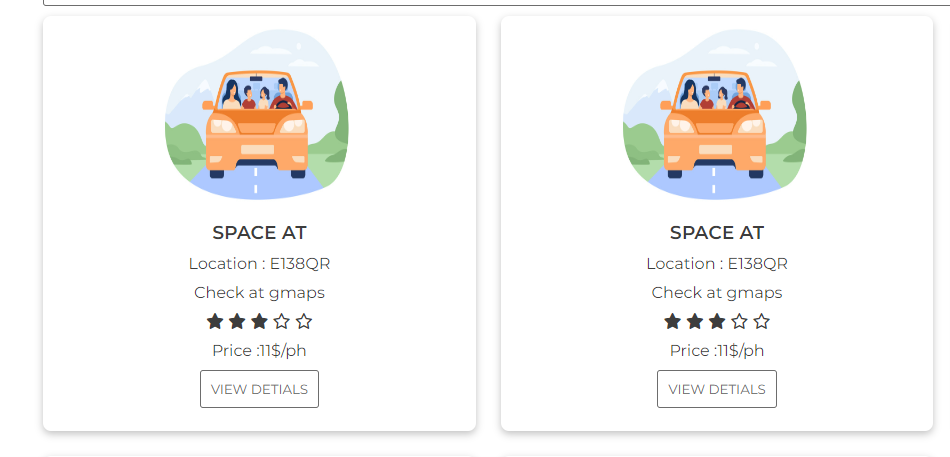 SPACE AT
Location : E138QR
Check at gmaps
Price :11$/ph
VIEW DETIALS
SPACE AT
Location : E138QR
Check at gmaps
Price :11$/ph
VIEW DETIALS